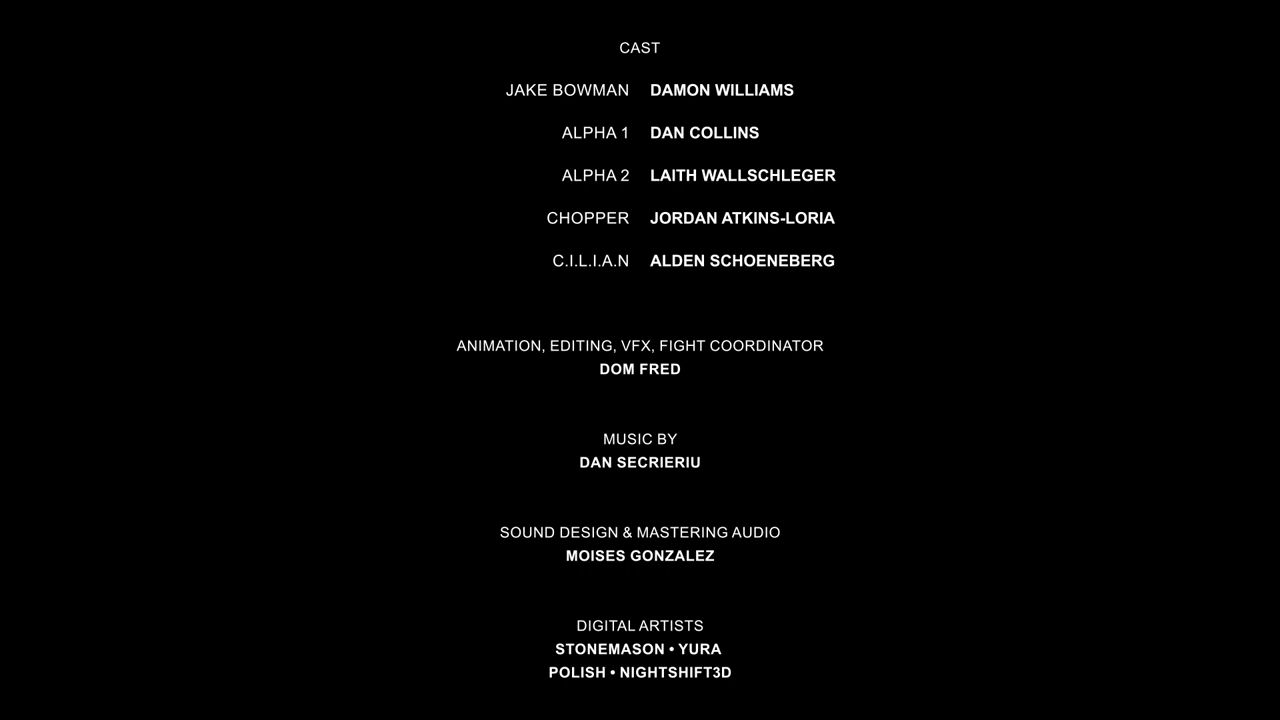 CAST
JAKE BOWMAN DAMON WILLIAMS
ALPHA 1 DAN COLLINS
ALPHA 2 LAITH WALLSCHLEGER
CHOPPER JORDAN ATKINS-LORIA
C.I.L.I.A.N ALDEN SCHOENEBERG
ANIMATION, EDITING, VFX, FIGHT COORDINATOR
DOM FRED
MUSIC BY
DAN SECRIERIU
SOUND DESIGN & MASTERING AUDIO
MOISES GONZALEZ
DIGITAL ARTISTS
STONEMASON • YURA
POLISH • NIGHTSHIFT3D